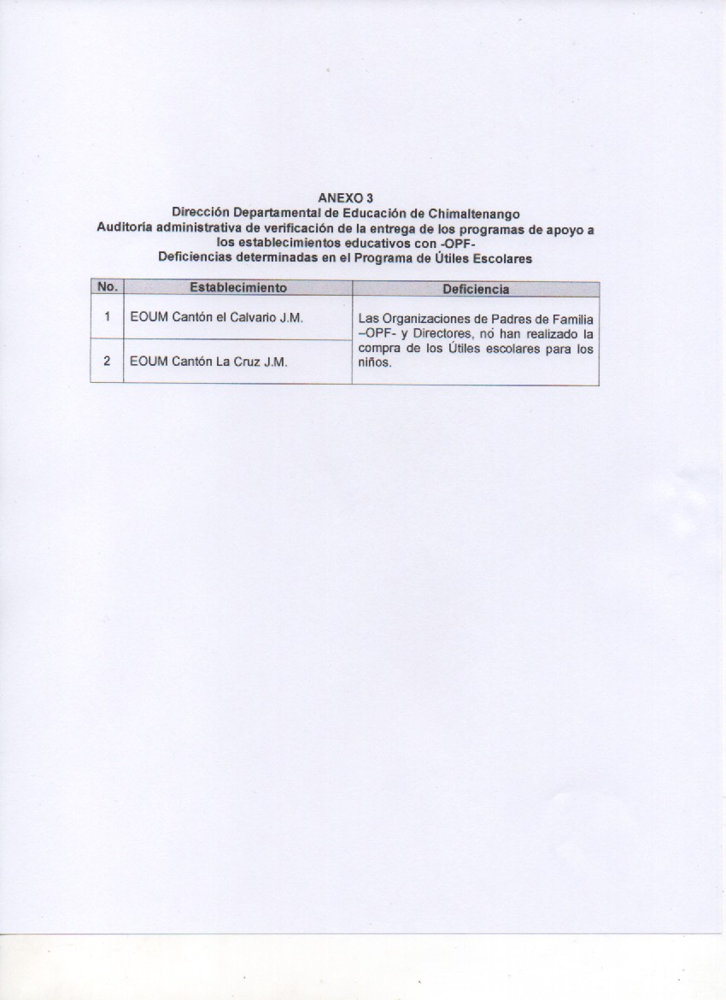 ANEXO 3
Dirección Departamental de Educación de Chimaltenango
Auditoría administrativa de verificación de la entrega de los programas de apoyo a
los establecimientos educativos con -OPF-
Deficiencias determinadas en el Programa de Útiles Escolares
No. Establecimiento Deficiencia
1 EOUM Cantón el Calvario J.M.
2 EOUM Cantón La Cruz J.M.
Las Organizaciones de Padres de Familia
–OPF- y Directores, no han realizado la
compra de los Útiles escolares para los
niños.